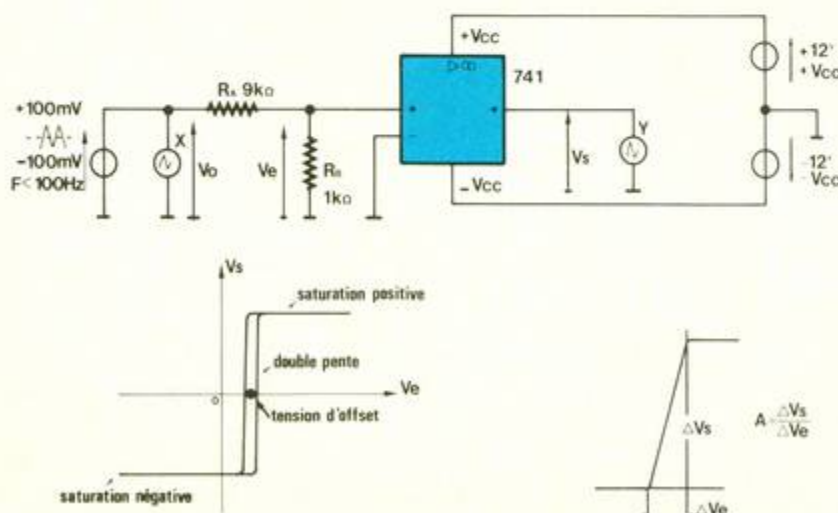 +Vcc
▷∞
741
+12'
+Vcc
RA 9kΩ
+100mV
-100mV
F<100Hz
X
Vo
Ve
RB
1kΩ
+
-
+
Vs
Y
-Vcc
-12'
-Vcc
Vs
saturation positive
double pente
o
Ve
tension d'offset
saturation négative
ΔVs
A=ΔVs/ΔVe
ΔVe